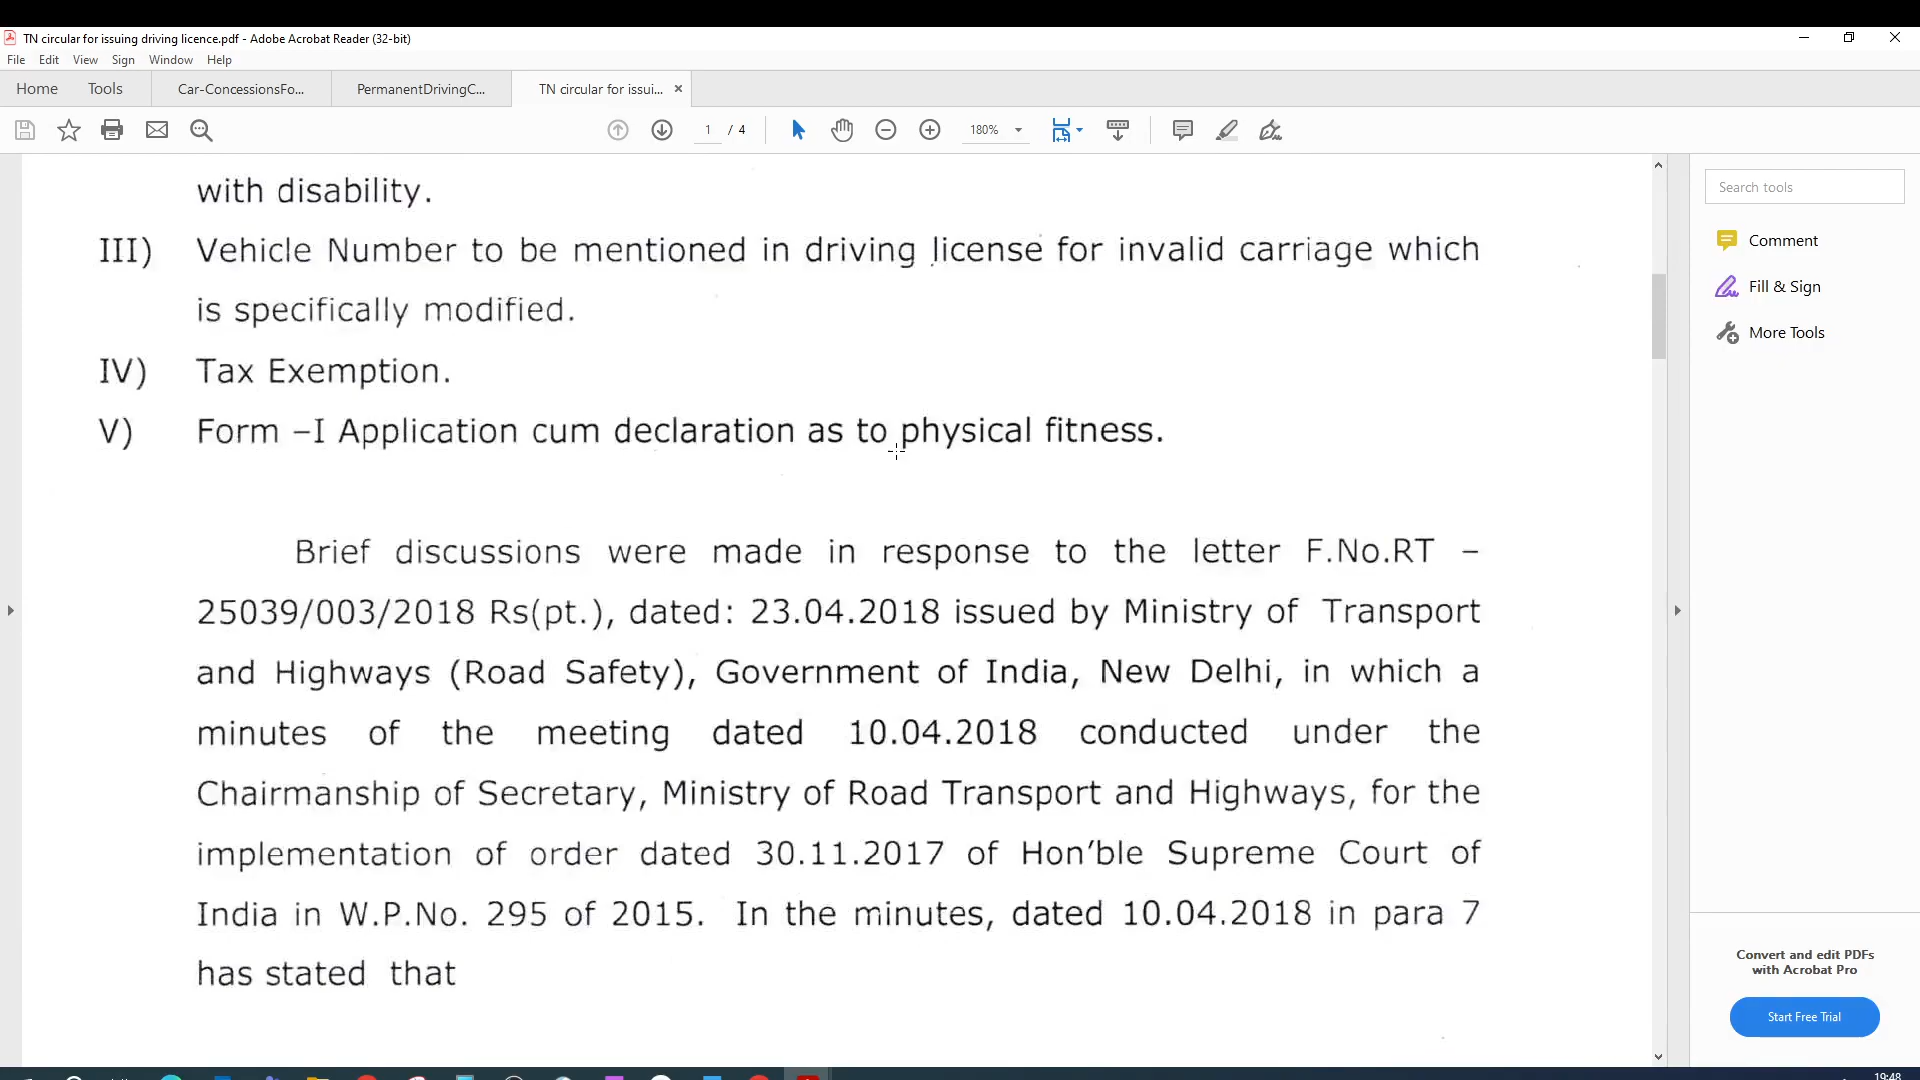 TN circular for issuing driving licence.pdf - Adobe Acrobat Reader (32-bit)
File Edit View Sign Window Help
Home Tools Car-ConcessionsFo... PermanentDrivingC... TN circular for issui...
1 / 4 180%
with disability.
III) Vehicle Number to be mentioned in driving license for invalid carriage which
is specifically modified.
IV) Tax Exemption.
V) Form –I Application cum declaration as to physical fitness.
Brief discussions were made in response to the letter F.No.RT –
25039/003/2018 Rs(pt.), dated: 23.04.2018 issued by Ministry of Transport
and Highways (Road Safety), Government of India, New Delhi, in which a
minutes of the meeting dated 10.04.2018 conducted under the
Chairmanship of Secretary, Ministry of Road Transport and Highways, for the
implementation of order dated 30.11.2017 of Hon'ble Supreme Court of
India in W.P.No. 295 of 2015. In the minutes, dated 10.04.2018 in para 7
has stated that
Search tools
Comment
Fill & Sign
More Tools
Convert and edit PDFs
with Acrobat Pro
Start Free Trial
19:48